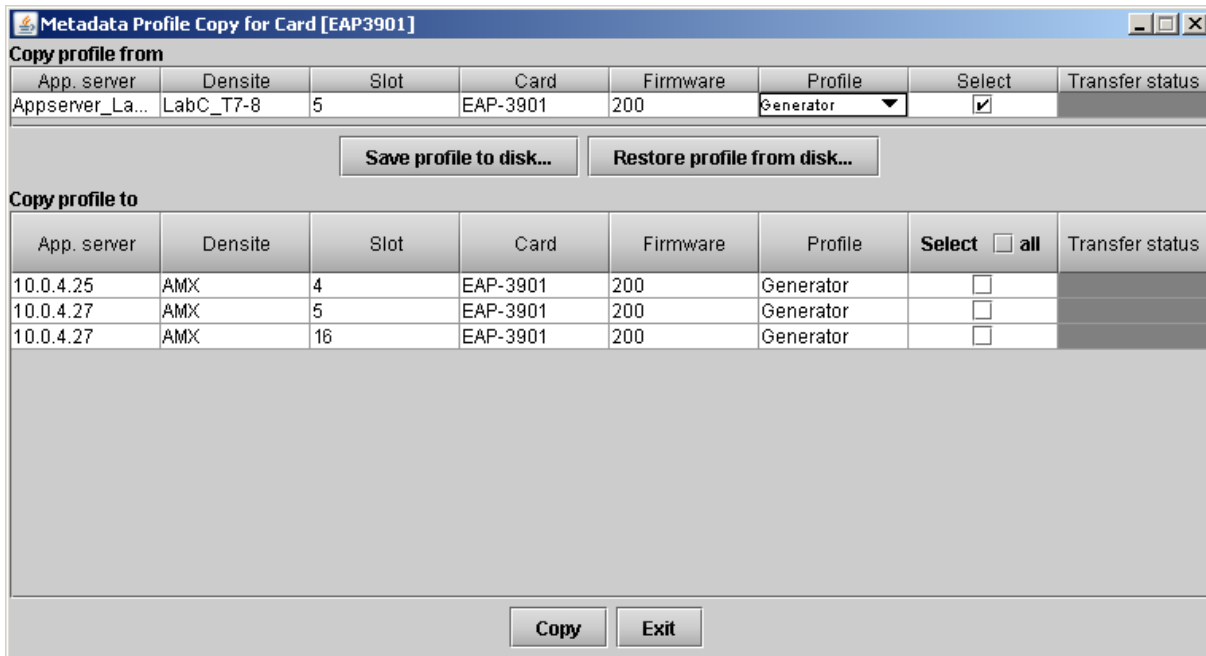 Metadata Profile Copy for Card [EAP3901]
Copy profile from
App. server Densite Slot Card Firmware Profile Select Transfer status
Appserver_La... LabC_T7-8 5 EAP-3901 200 Generator
Save profile to disk... Restore profile from disk...
Copy profile to
App. server Densite Slot Card Firmware Profile Select all Transfer status
10.0.4.25 AMX 4 EAP-3901 200 Generator
10.0.4.27 AMX 5 EAP-3901 200 Generator
10.0.4.27 AMX 16 EAP-3901 200 Generator
Copy Exit